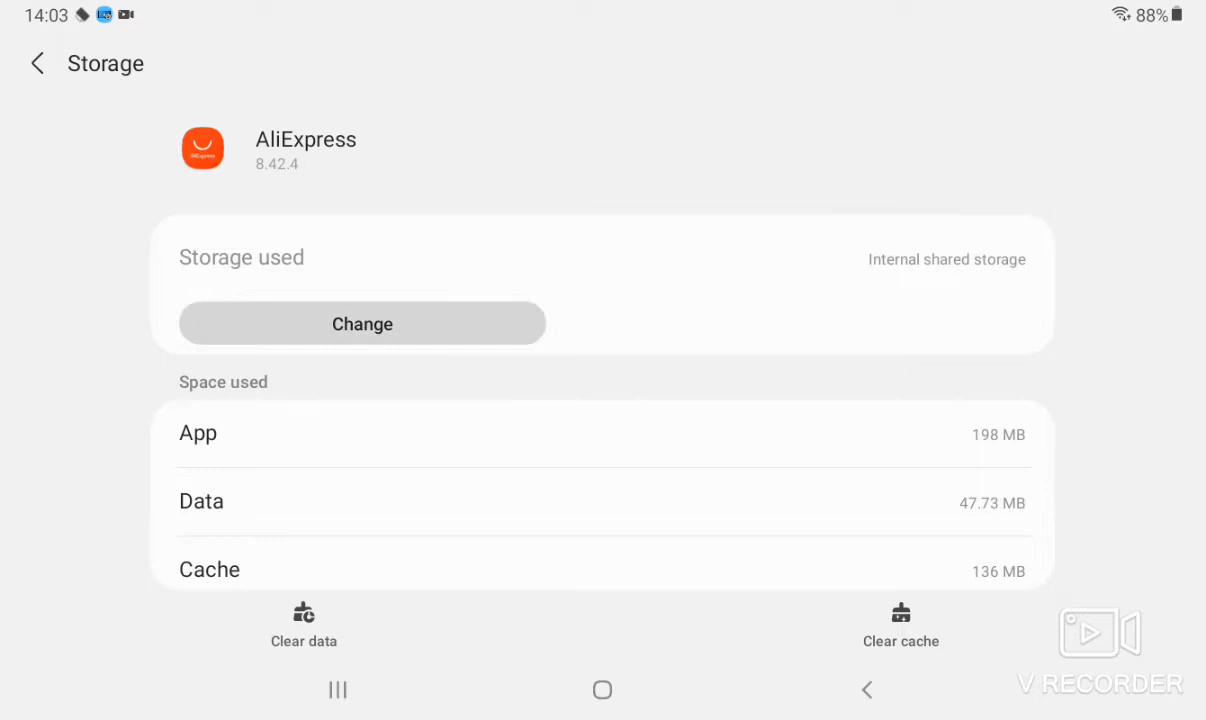 14:03 88%
Storage
AliExpress
8.42.4
Storage used Internal shared storage
Change
Space used
App 198 MB
Data 47.73 MB
Cache 136 MB
Clear data Clear cache
V RECORDER